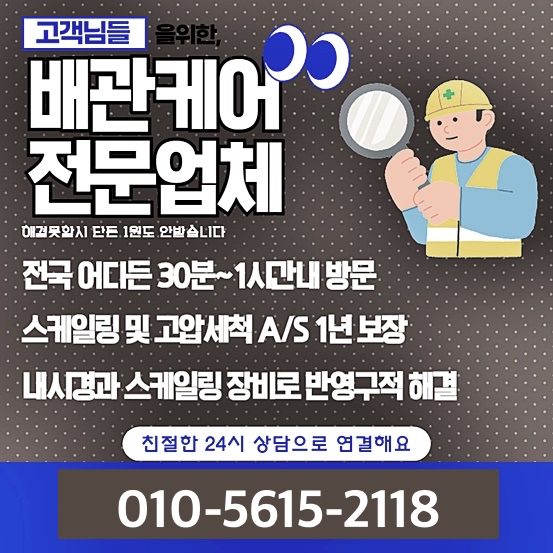 고객님들 을위한,
배관케어
전문업체
해결못할시 단돈 1원도 안받습니다
전국 어디든 30분~1시간내 방문
스케일링 및 고압세척 A/S 1년 보장
내시경과 스케일링 장비로 반영구적 해결
친절한 24시 상담으로 연결해요
010-5615-2118